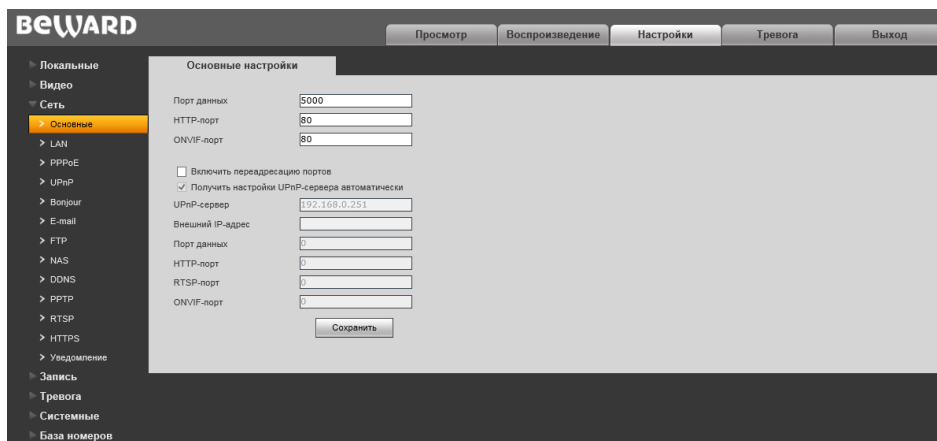 BEWARD
Просмотр Воспроизведение Настройки Тревога Выход
Локальные
Видео
Сеть
Основные
LAN
PPPoE
UPnP
Bonjour
E-mail
FTP
NAS
DDNS
PPTP
RTSP
HTTPS
Уведомление
Запись
Тревога
Системные
База номеров
Основные настройки
Порт данных 5000
HTTP-порт 80
ONVIF-порт 80
Включить переадресацию портов
Получить настройки UPnP-сервера автоматически
UPnP-сервер 192.168.0.251
Внешний IP-адрес
Порт данных 0
HTTP-порт 0
RTSP-порт 0
ONVIF-порт 0
Сохранить